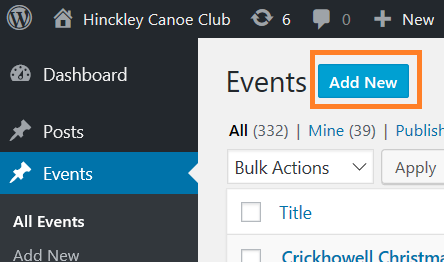 Hinckley Canoe Club 6 0 + New
Dashboard
Posts
Events
All Events
Add New
Events Add New
All (332) | Mine (39) | Publish
Bulk Actions Apply
Title
Crickhowell Christma